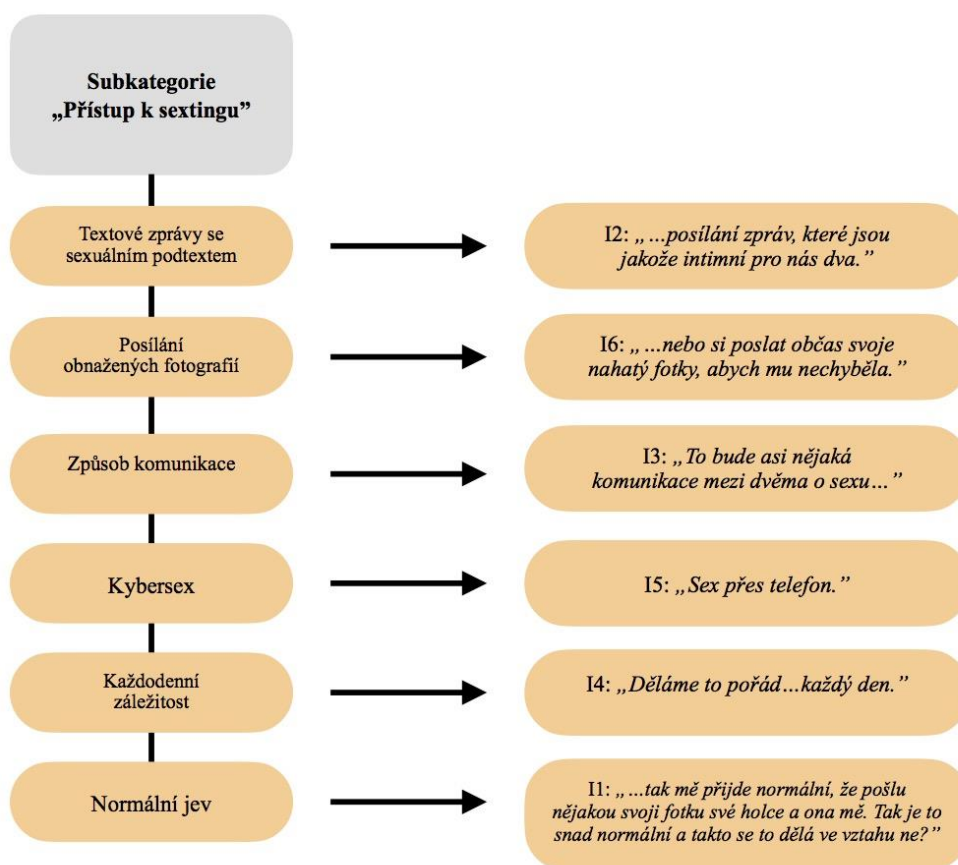 Subkategorie
„Přístup k sextingu”
Textové zprávy se
sexuálním podtextem
I2: „…posílání zpráv, které jsou
jakože intimní pro nás dva.”
Posílání
obnažených fotografií
I6: „…nebo si poslat občas svoje
nahatý fotky, abych mu nechyběla.”
Způsob komunikace
I3: „To bude asi nějaká
komunikace mezi dvěma o sexu…”
Kybersex
I5: „Sex přes telefon.”
Každodenní
záležitost
I4: „Děláme to pořád…každý den.”
Normální jev
I1: „…tak mě přijde normální, že pošlu
nějakou svoji fotku své holce a ona mě. Tak je to
snad normální a takto se to dělá ve vztahu ne?”